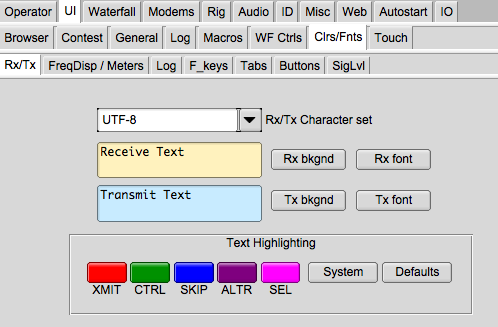 Operator UI Waterfall Modems Rig Audio ID Misc Web Autostart IO
Browser Contest General Log Macros WF Ctrls Clrs/Fnts Touch
Rx/Tx FreqDisp / Meters Log F_keys Tabs Buttons SigLvl
UTF-8 Rx/Tx Character set
Receive Text Rx bkgnd Rx font
Transmit Text Tx bkgnd Tx font
Text Highlighting
System Defaults
XMIT CTRL SKIP ALTR SEL